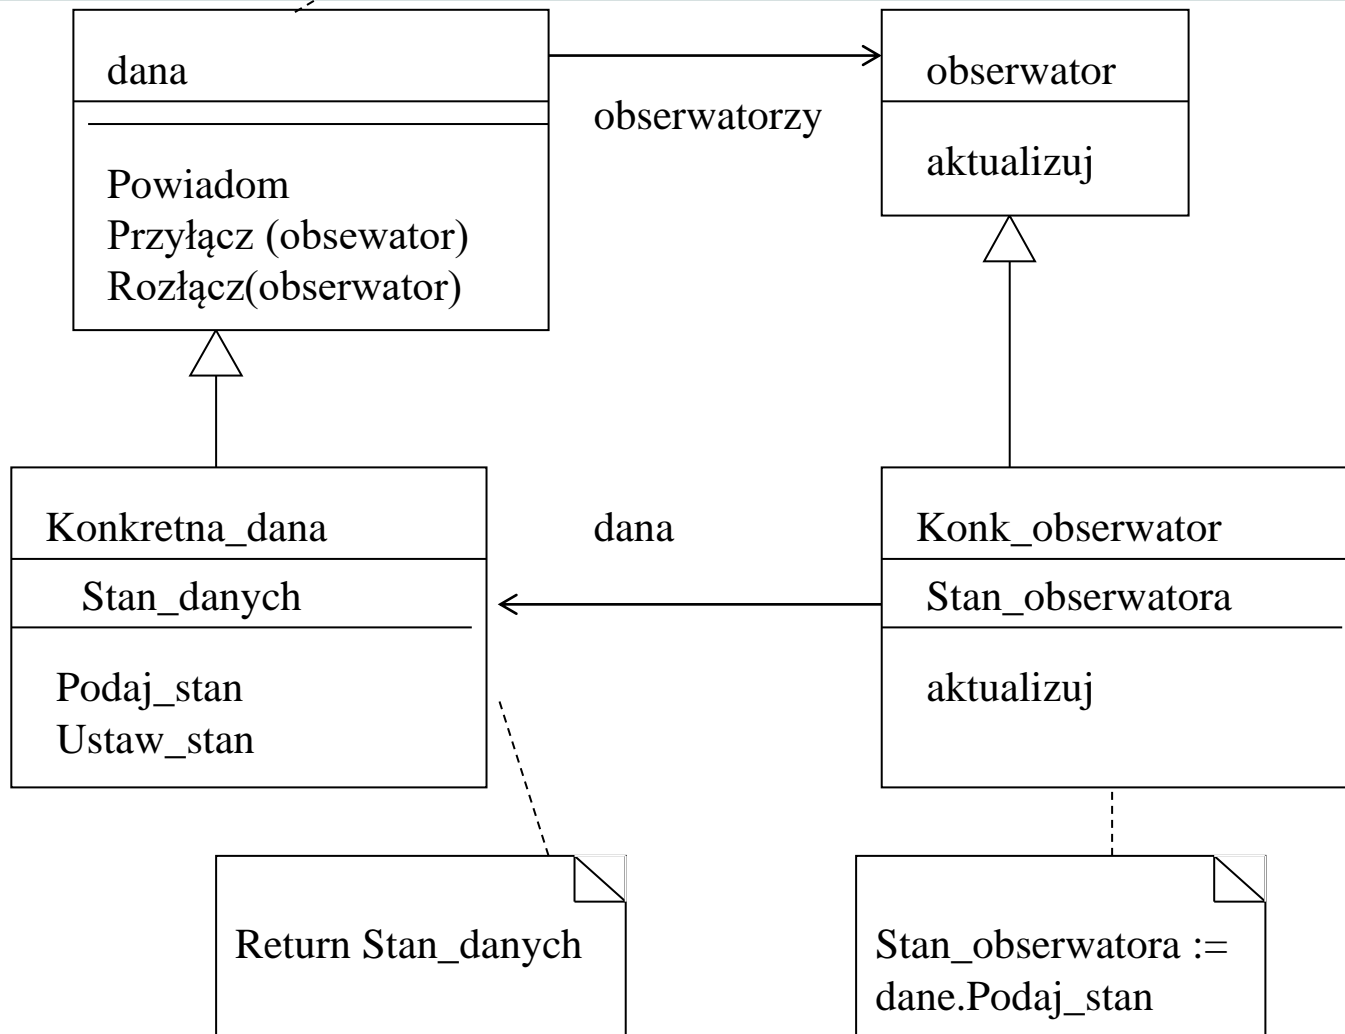 dana
obserwatorzy
obserwator
aktualizuj
Powiadom
Przyłącz (obsewator)
Rozłącz(obserwator)
Konkretna_dana
Stan_danych
Podaj_stan
Ustaw_stan
dana
Konk_obserwator
Stan_obserwatora
aktualizuj
Return Stan_danych
Stan_obserwatora :=
dane.Podaj_stan